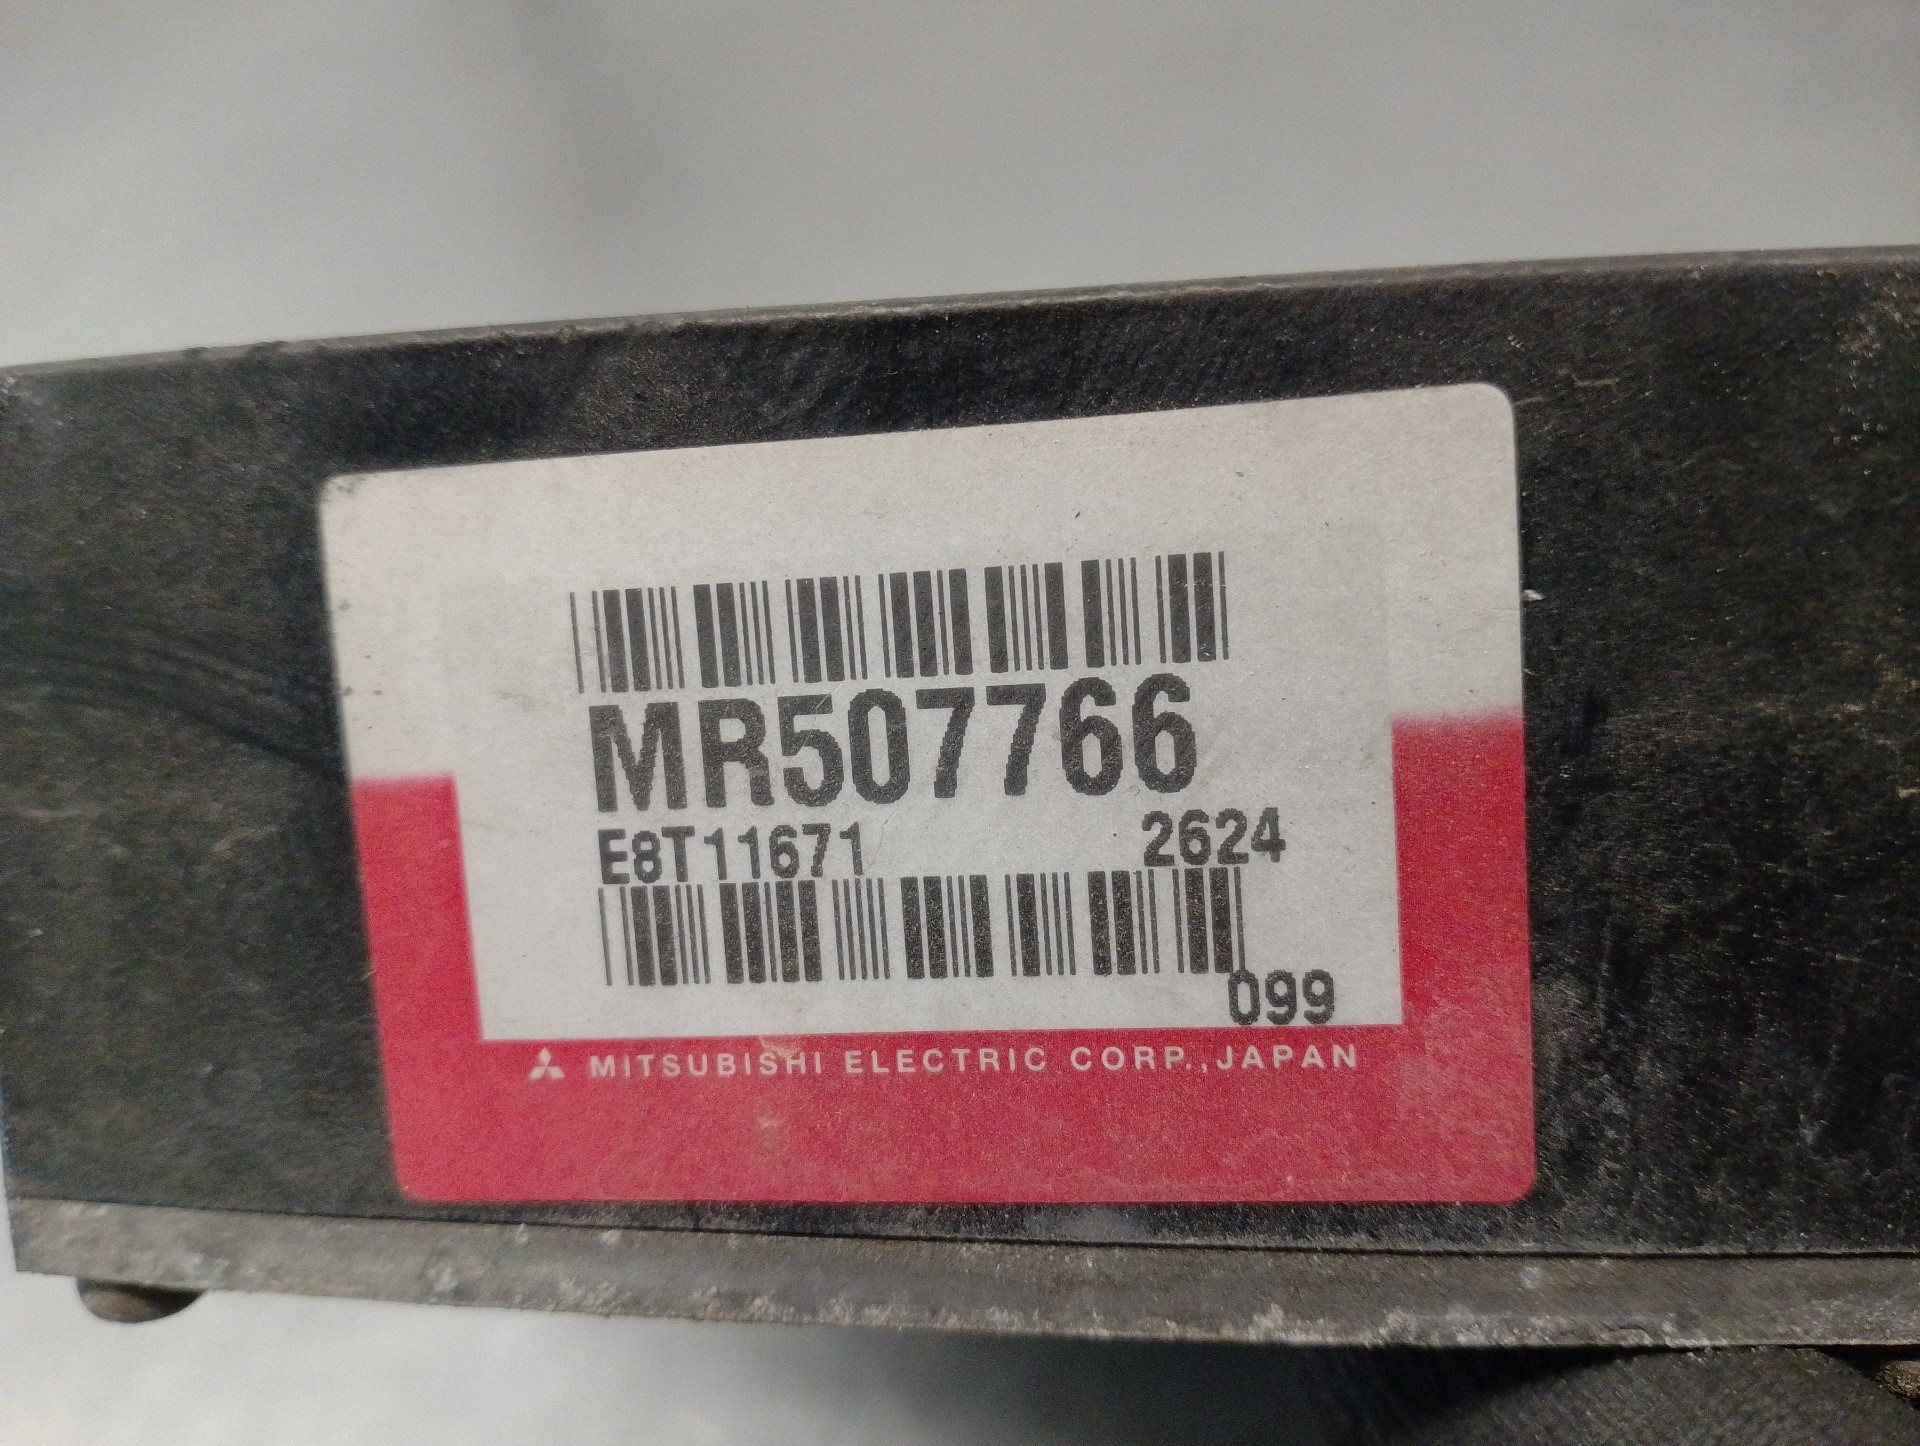 MR507766
E8T11671 2624
099
MITSUBISHI ELECTRIC CORP., JAPAN